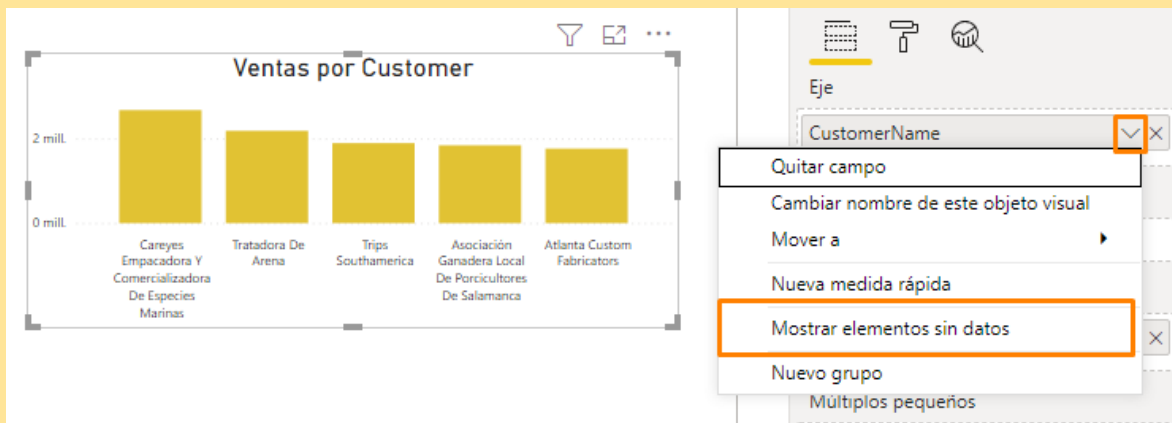 Ventas por Customer
2 mill.
0 mill.
Careyes
Empacadora Y
Comercializadora
De Especies
Marinas
Tratadora De
Arena
Trips
Southamerica
Asociación
Ganadera Local
De Porcicultores
De Salamanca
Atlanta Custom
Fabricators
Eje
CustomerName
Quitar campo
Cambiar nombre de este objeto visual
Mover a
Nueva medida rápida
Mostrar elementos sin datos
Nuevo grupo
Múltiplos pequeños